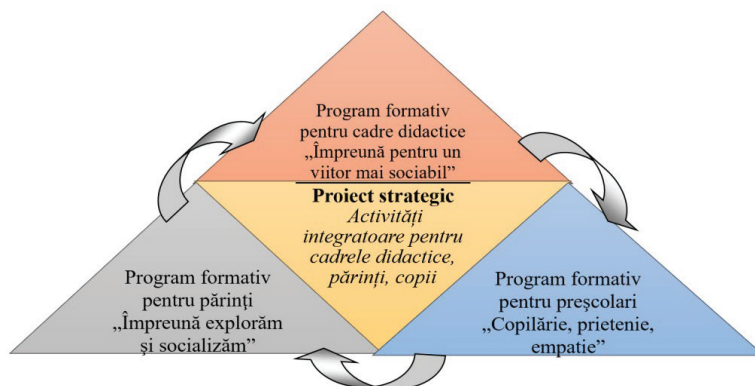 Program formativ
pentru cadre didactice
„Împreună pentru un
viitor mai sociabil”
Proiect strategic
Activități
integratoare pentru
cadrele didactice,
părinți, copii
Program formativ
pentru părinți
„Împreună explorăm
și socializăm”
Program formativ
pentru preșcolari
„Copilărie, prietenie,
empatie”